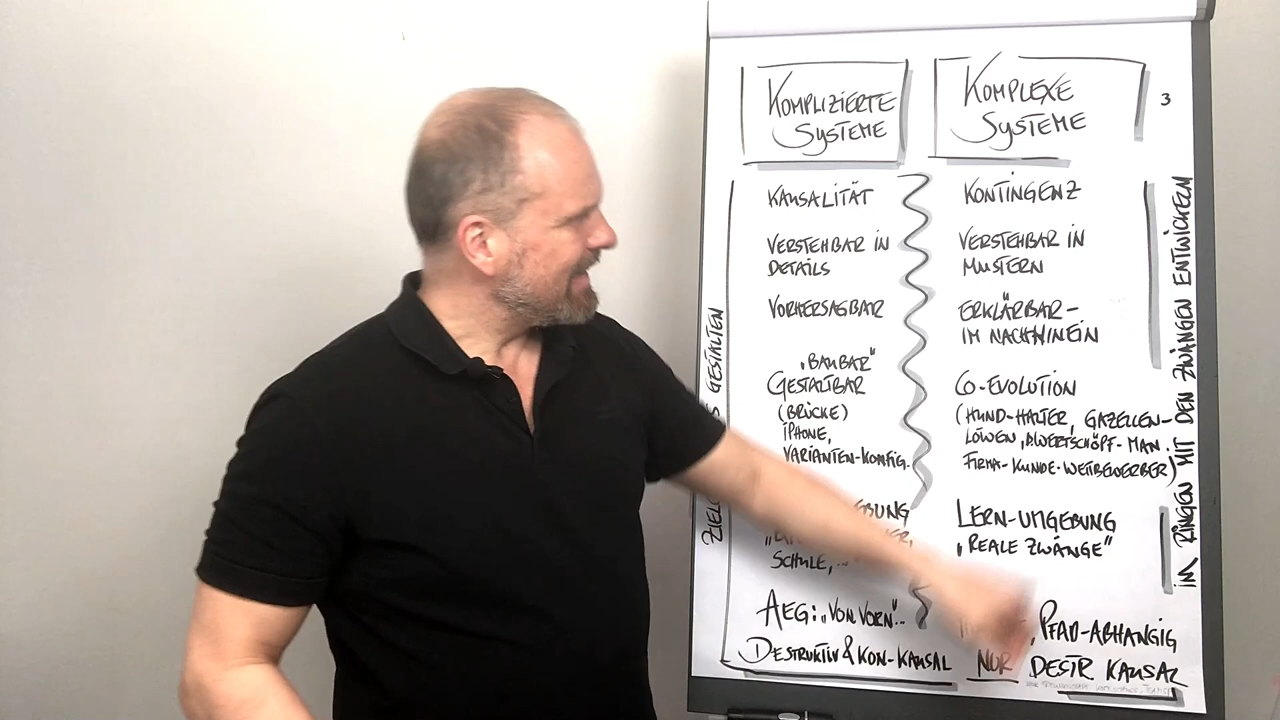 KOMPLIZIERTE
SYSTEME
KOMPLEXE
SYSTEME
3
KAUSALITÄT
VERSTEHBAR IN
DETAILS
VORHERSAGBAR
„BAUBAR“
GESTALTBAR
(BRÜCKE)
IPHONE,
VARIANTEN-KONFIG.
SCHULE,...
AEG: „VON VORN“..
DESTRUKTIV & KON-KAUSAL
KONTINGENZ
VERSTEHBAR IN
MUSTERN
ERKLÄRBAR-
IM NACHHINEIN
CO-EVOLUTION
(HUND-HALTER, GAZELLEN-
LÖWEN, WERTSCHÖPF-MAN.
FIRMA-KUNDE-WETTBEWERBER)
LERN-UMGEBUNG
„REALE ZWÄNGE“
, PFAD-ABHÄNGIG
NUR DESTR KAUSAL
GESTALTEN
IM RINGEN MIT DEN ZWÄNGEN ENTWICKELN